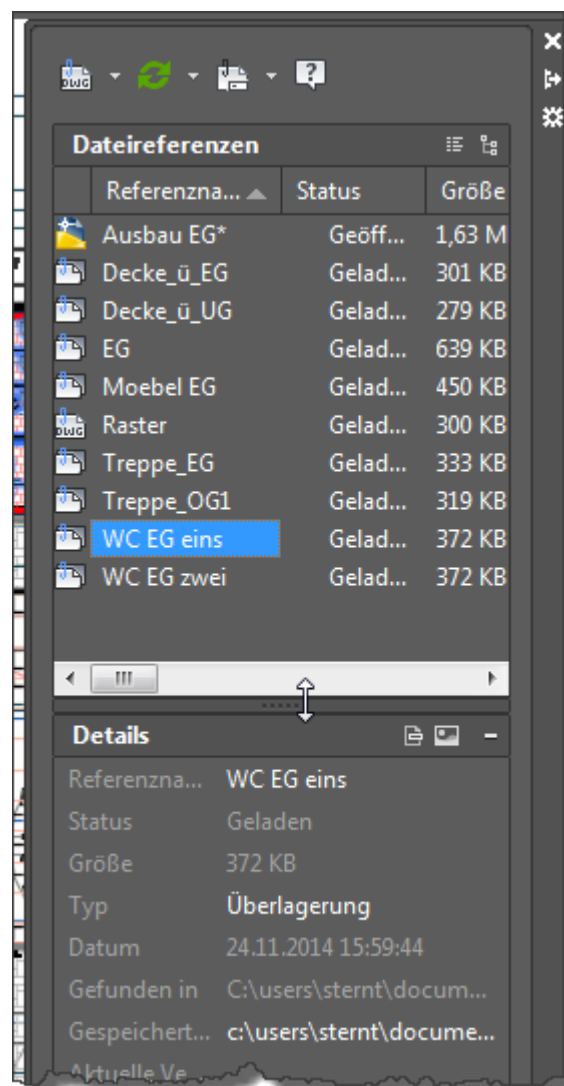 DWG
Dateireferenzen
Referenzna... Status Größe
Ausbau EG* Geöff... 1,63 M
Decke_ü_EG Gelad... 301 KB
Decke_ü_UG Gelad... 279 KB
EG Gelad... 639 KB
Moebel EG Gelad... 450 KB
DWG Raster Gelad... 300 KB
Treppe_EG Gelad... 333 KB
Treppe_OG1 Gelad... 319 KB
WC EG eins Gelad... 372 KB
WC EG zwei Gelad... 372 KB
Details
Referenzna... WC EG eins
Status Geladen
Größe 372 KB
Typ Überlagerung
Datum 24.11.2014 15:59:44
Gefunden in C:\users\sternt\docum...
Gespeichert... c:\users\sternt\docume...
Aktuelle Ve...